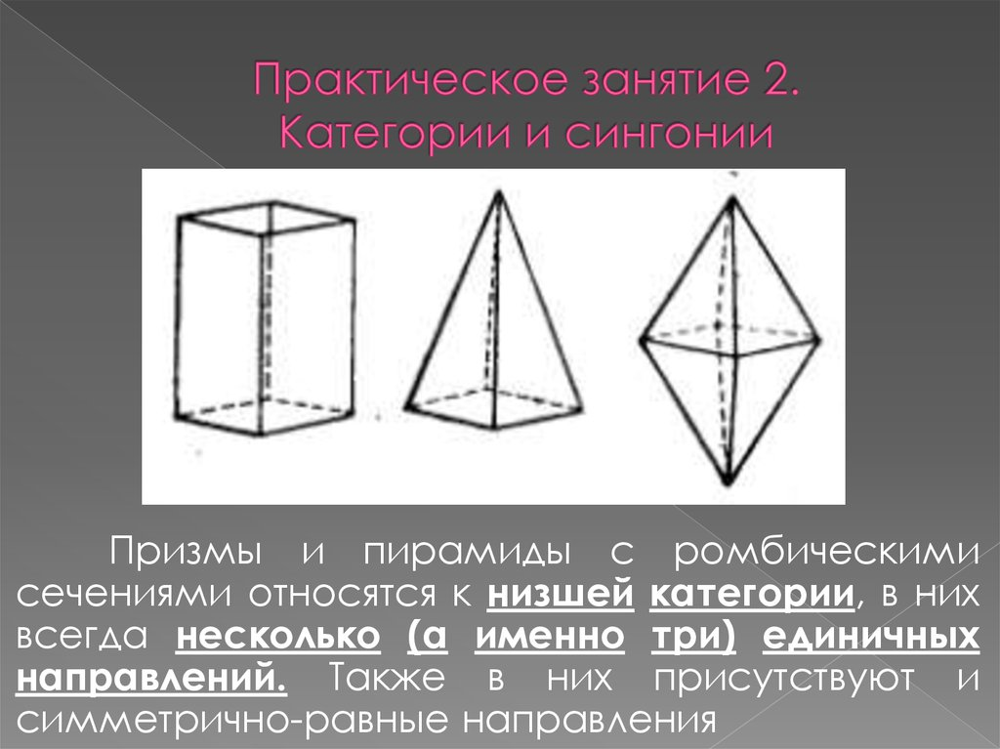 Практическое занятие 2.
Категории и сингонии
Призмы и пирамиды с ромбическими
сечениями относятся к низшей категории, в них
всегда несколько (а именно три) единичных
направлений. Также в них присутствуют и
симметрично-равные направления